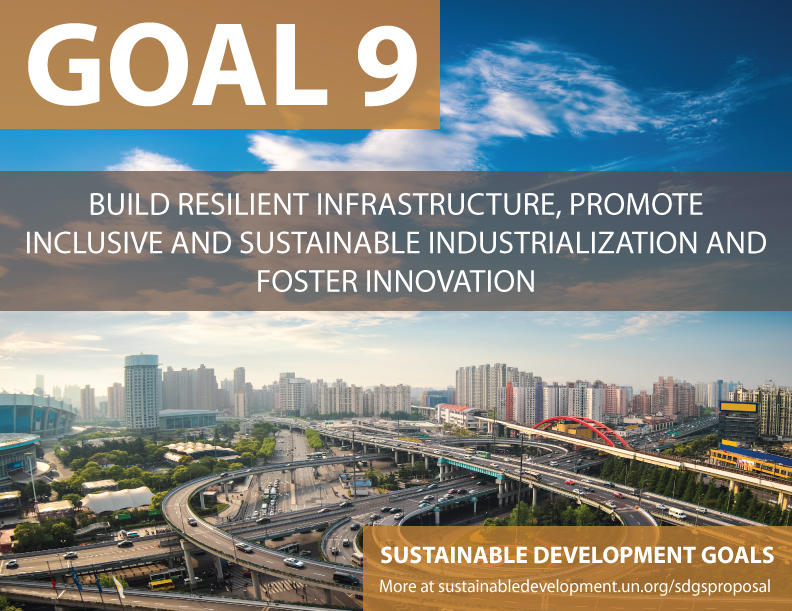 GOAL 9
BUILD RESILIENT INFRASTRUCTURE, PROMOTE
INCLUSIVE AND SUSTAINABLE INDUSTRIALIZATION AND
FOSTER INNOVATION
SUSTAINABLE DEVELOPMENT GOALS
More at sustainabledevelopment.un.org/sdgsproposal